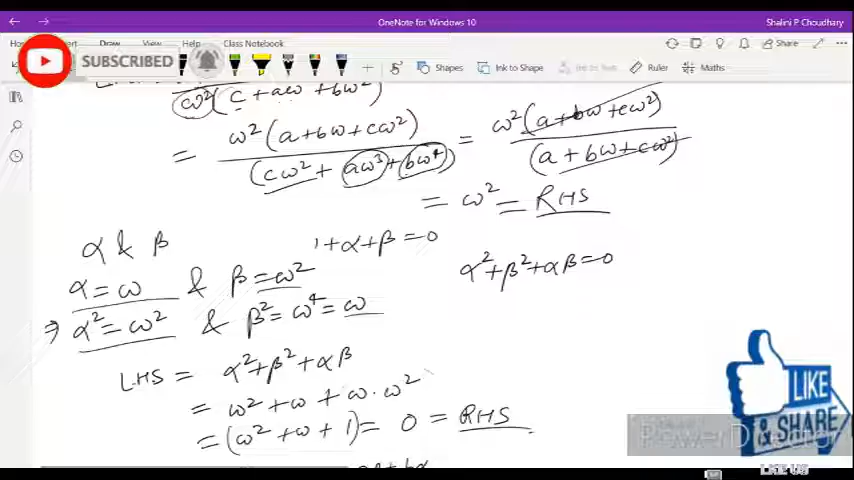 OneNote for Windows 10
Shalini P Choudhary
Draw View Help Class Notebook
Share
SUBSCRIBED
Shapes Ink to Shape Ruler Maths
ω²(c + aω + bω²)
= ω²(a+bω+cω²) / (cω² + aω³ + bω⁴) = ω²(a+bω+cω²) / (a+bω+cω²)
= ω² = RHS
α & β 1+α+β=0
α=ω & β=ω² α²+β²+αβ=0
⇒ α²=ω² & β²=ω⁴=ω
LHS = α²+β²+αβ
= ω²+ω+ω·ω²
= (ω²+ω+1) = 0 = RHS
LIKE
& SHARE
PowerDirector
LIKE US